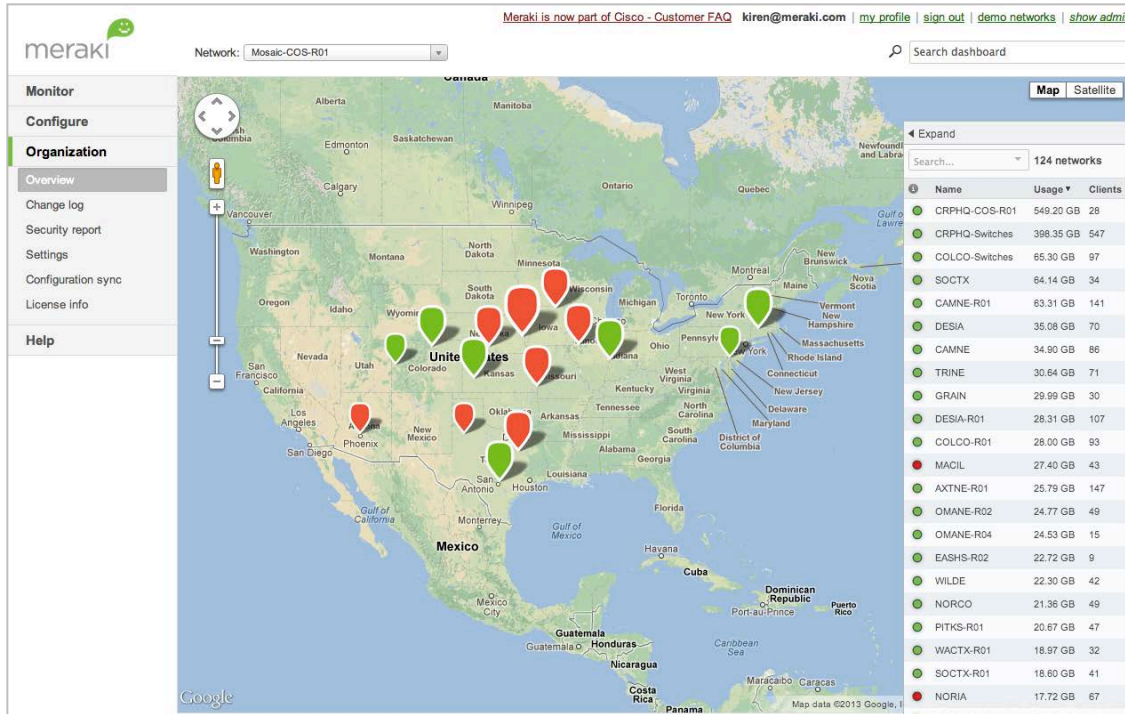 Meraki is now part of Cisco - Customer FAQ kiren@meraki.com | my profile | sign out | demo networks | show admi
meraki
Network: Mosaic-COS-R01
Search dashboard
Monitor
Configure
Organization
Overview
Change log
Security report
Settings
Configuration sync
License info
Help
Map Satellite
Expand
Search... 124 networks
Name Usage Clients
CRPHQ-COS-R01 549.20 GB 28
CRPHQ-Switches 398.35 GB 547
COLCO-Switches 65.30 GB 97
SOCTX 64.14 GB 34
CAMNE-R01 63.31 GB 141
DESIA 35.08 GB 70
CAMNE 34.90 GB 86
TRINE 30.64 GB 71
GRAIN 29.99 GB 30
DESIA-R01 28.31 GB 107
COLCO-R01 28.00 GB 93
MACIL 27.40 GB 43
AXTNE-R01 25.79 GB 147
OMANE-R02 24.77 GB 49
OMANE-R04 24.53 GB 15
EASHS-R02 22.72 GB 9
WILDE 22.30 GB 42
NORCO 21.36 GB 49
PITKS-R01 20.67 GB 47
WACTX-R01 18.97 GB 32
SOCTX-R01 18.60 GB 41
NORIA 17.72 GB 67
Canada
Alberta
Manitoba
Edmonton
Saskatchewan
Newfoundl
and Labra
Calgary
Ontario
Quebec
Winnipeg
Vancouver
Gulf o
Lawre
Washington
Montana
North
Dakota
Minnesota
Montreal
New
Brunswick
Maine
Nova
Scotia
Oregon
Idaho
Wyomin
South
Dakota
Wisconsin
Michigan
Toronto
New York
Vermont
New
Hampshire
Massachusetts
Rhode Island
Connecticut
New Jersey
Delaware
Maryland
District of
Columbia
Iowa
Ohio
Pennsylv
New York
Nevada
Utah
Colorado
United States
Kansas
Missouri
Indiana
San
Francisco
California
West
Virginia
Virginia
Kentucky
Los
Angeles
Phoenix
San Diego
New
Mexico
Oklaho
Arkansas
Tennessee
North
Carolina
South
Carolina
Mississippi
Alabama
Georgia
Louisiana
San
Antonio
Houston
Florida
Gulf of
California
Monterrey
Gulf of
Mexico
Mexico
Havana
Cuba
Mexico
City
Dominican
Republic
Port-au-Prince
Puerto
Rico
Guatemala
Guatemala
Honduras
Caribbean
Sea
Nicaragua
Costa
Rica
Panama
Maracaibo
Caracas
Google
Map data ©2013 Google, I